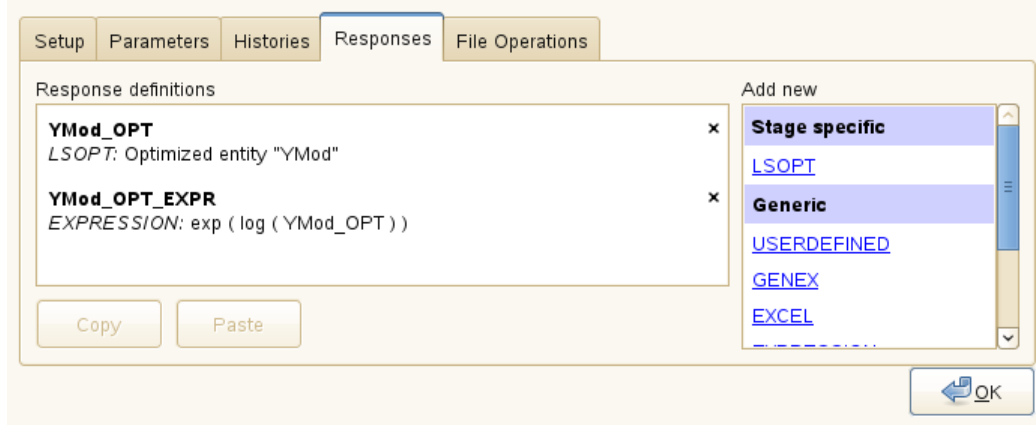 Setup
Parameters
Histories
Responses
File Operations
Response definitions
YMod_OPT
×
LSOPT: Optimized entity "YMod"
YMod_OPT_EXPR
×
EXPRESSION: exp ( log ( YMod_OPT ) )
Copy
Paste
Add new
Stage specific
LSOPT
Generic
USERDEFINED
GENEX
EXCEL
OK